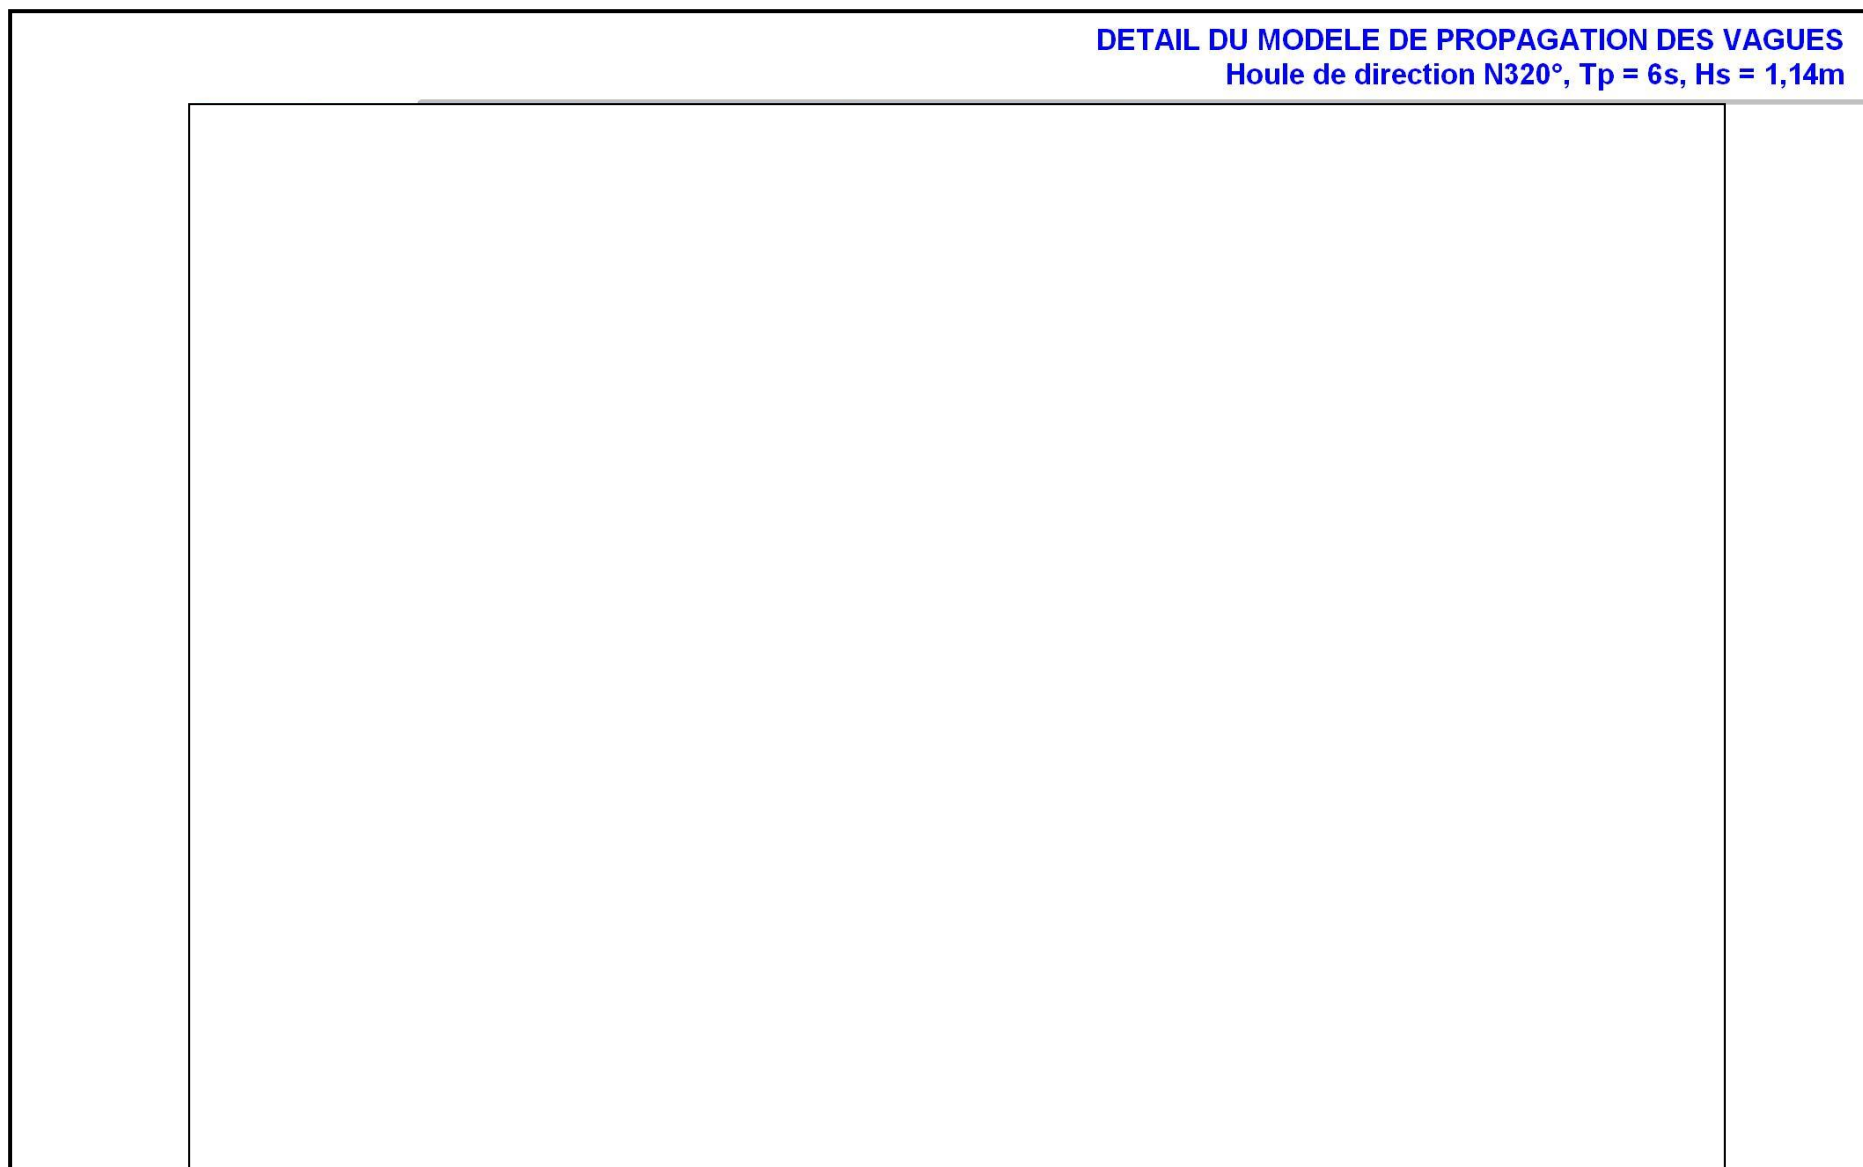 DETAIL DU MODELE DE PROPAGATION DES VAGUES
Houle de direction N320°, Tp = 6s, Hs = 1,14m